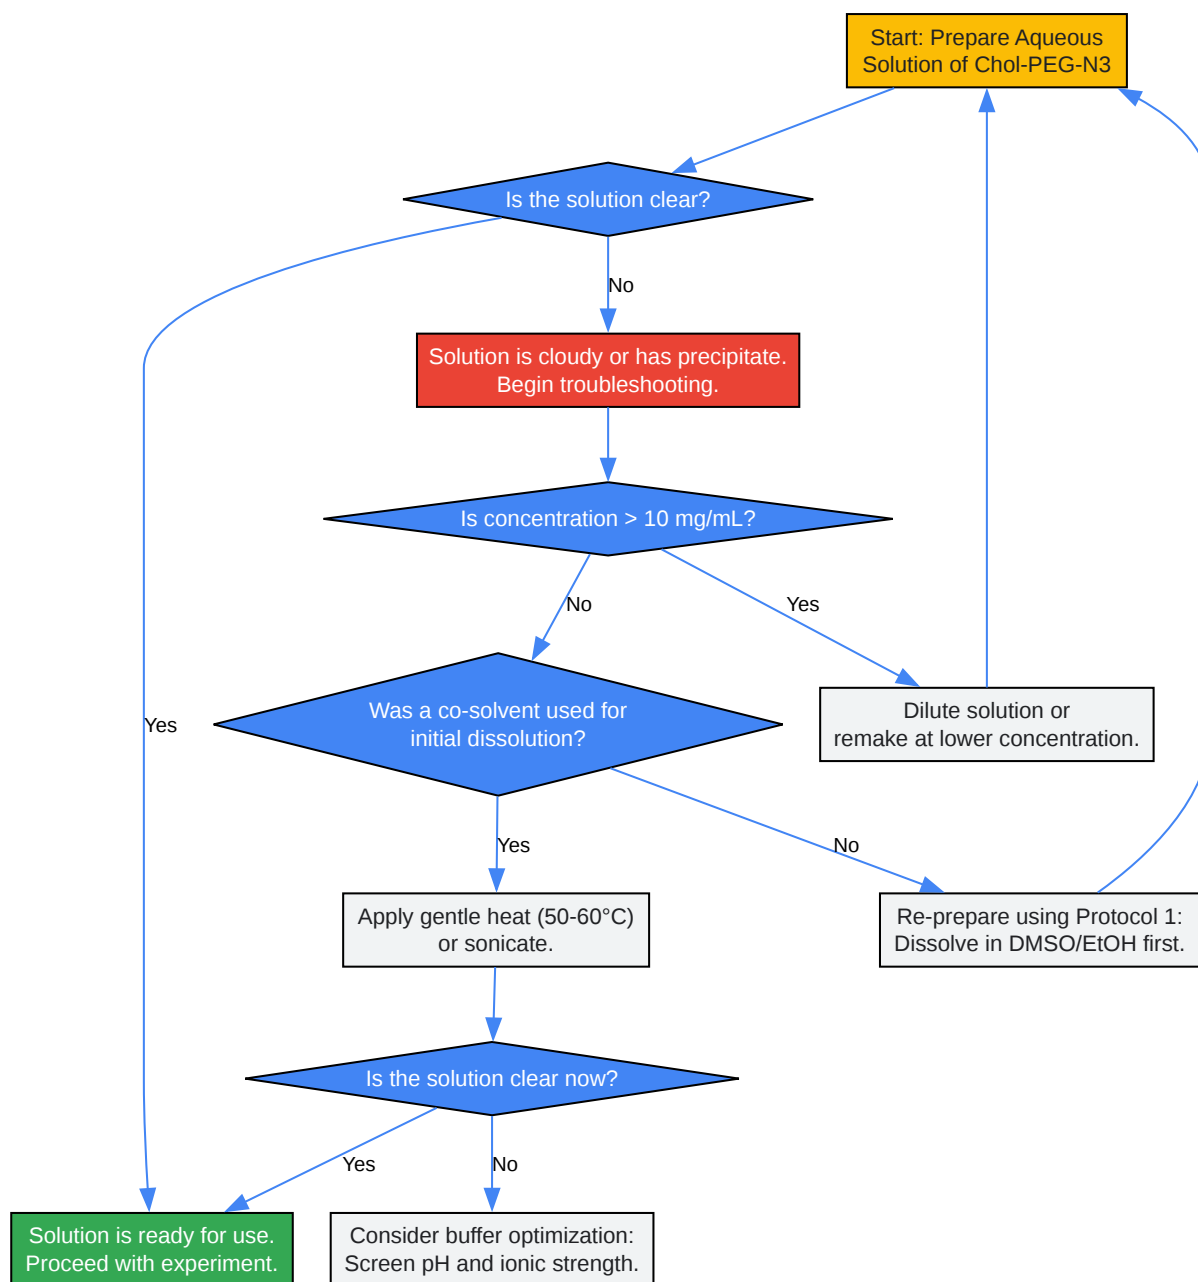 Start: Prepare Aqueous
Solution of Chol-PEG-N3
Is the solution clear?
No
Solution is cloudy or has precipitate.
Begin troubleshooting.
Is concentration > 10 mg/mL?
No
Yes
Was a co-solvent used for
initial dissolution?
Dilute solution or
remake at lower concentration.
Yes
Yes
No
Apply gentle heat (50-60°C)
or sonicate.
Re-prepare using Protocol 1:
Dissolve in DMSO/EtOH first.
Is the solution clear now?
Yes
No
Solution is ready for use.
Proceed with experiment.
Consider buffer optimization:
Screen pH and ionic strength.